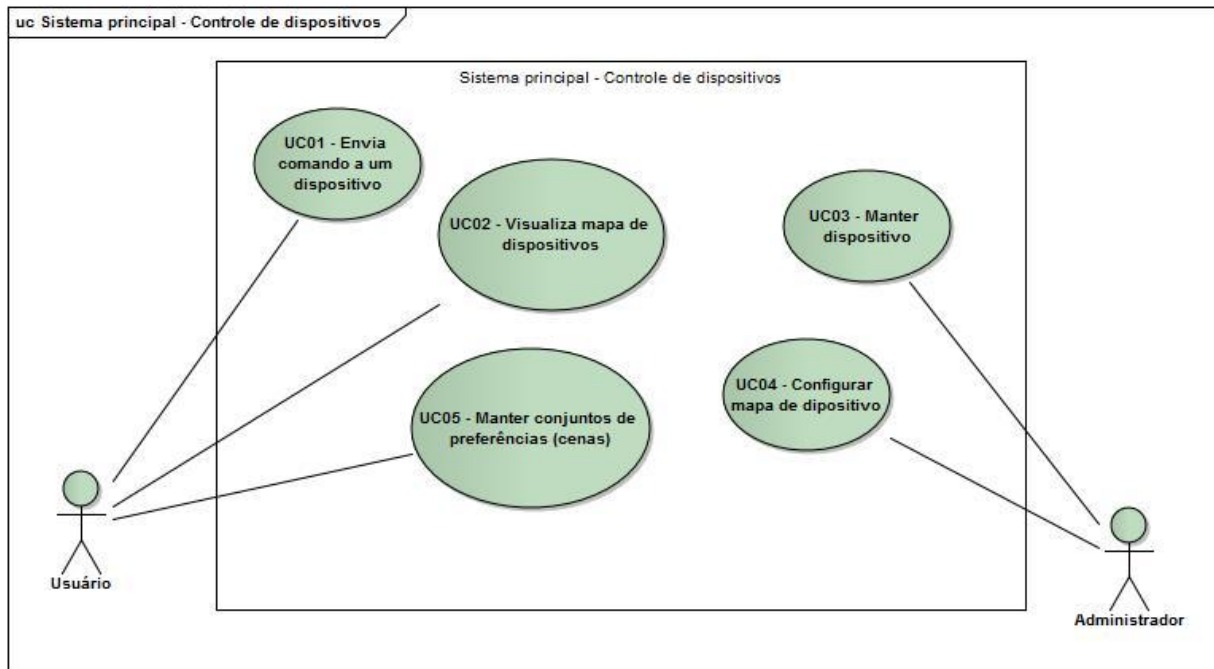 uc Sistema principal - Controle de dispositivos
Sistema principal - Controle de dispositivos
UC01 - Envia
comando a um
dispositivo
UC02 - Visualiza mapa de
dispositivos
UC03 - Manter
dispositivo
UC04 - Configurar
mapa de dipositivo
UC05 - Manter conjuntos de
preferências (cenas)
Usuário
Administrador